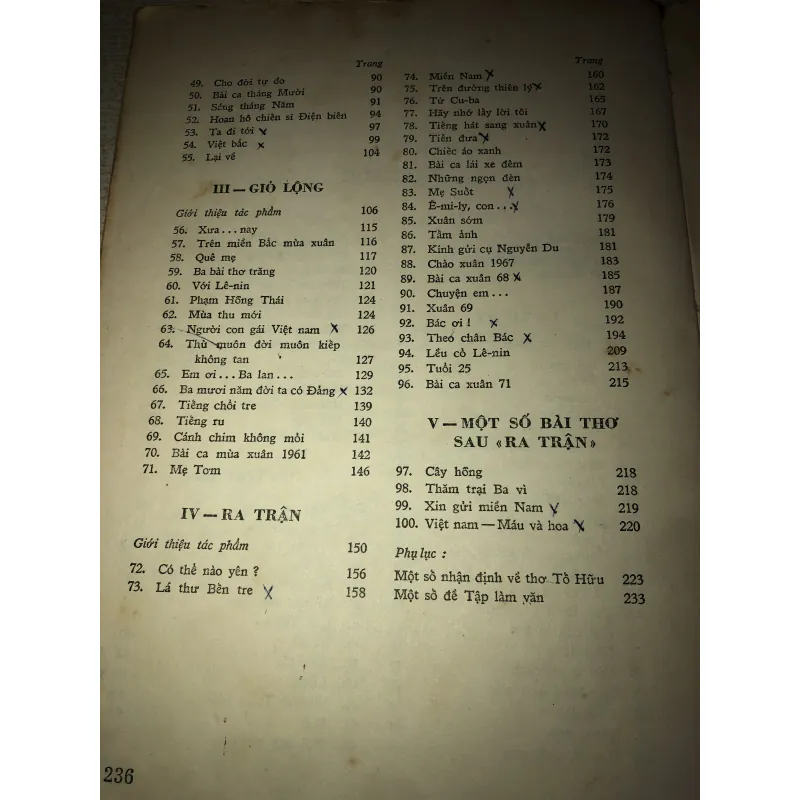 Trang
49. Cho đời tự do 90
50. Bài ca tháng Mười 90
51. Sáng tháng Năm 91
52. Hoan hô chiến sĩ Điện biên 94
53. Ta đi tới x 97
54. Việt bắc x 99
55. Lại về 104
III — GIÓ LỘNG
Giới thiệu tác phẩm 106
56. Xưa... nay 115
57. Trên miền Bắc mùa xuân 116
58. Quê mẹ 117
59. Ba bài thơ trăng 120
60. Với Lê-nin 121
61. Phạm Hồng Thái 124
62. Mùa thu mới 124
63. Người con gái Việt nam x 126
64. Thù muôn đời muôn kiếp
không tan 127
65. Em ơi... Ba lan... 129
66. Ba mươi năm đời ta có Đảng x 132
67. Tiếng chổi tre 139
68. Tiếng ru 140
69. Cánh chim không mỏi 141
70. Bài ca mùa xuân 1961 142
71. Mẹ Tơm 146
IV — RA TRẬN
Giới thiệu tác phẩm 150
72. Có thể nào yên ? 156
73. Lá thư Bến tre x 158
Trang
74. Miền Nam x 160
75. Trên đường thiên lý x 162
76. Từ Cu-ba 165
77. Hãy nhớ lấy lời tôi 167
78. Tiếng hát sang xuân x 170
79. Tiễn đưa x 172
80. Chiếc áo xanh 172
81. Bài ca lái xe đêm 173
82. Những ngọn đèn 174
83. Mẹ Suốt x 175
84. Ê-mi-ly, con... x 176
85. Xuân sớm 179
86. Tấm ảnh 181
87. Kính gửi cụ Nguyễn Du 181
88. Chào xuân 1967 183
89. Bài ca xuân 68 x 185
90. Chuyện em... 187
91. Xuân 69 190
92. Bác ơi ! x 192
93. Theo chân Bác x 194
94. Lều cỏ Lê-nin 209
95. Tuổi 25 213
96. Bài ca xuân 71 215
V — MỘT SỐ BÀI THƠ
SAU «RA TRẬN»
97. Cây hồng 218
98. Thăm trại Ba vì 218
99. Xin gửi miền Nam x 219
100. Việt nam — Máu và hoa x 220
Phụ lục :
Một số nhận định về thơ Tố Hữu 223
Một số đề Tập làm văn 233
236